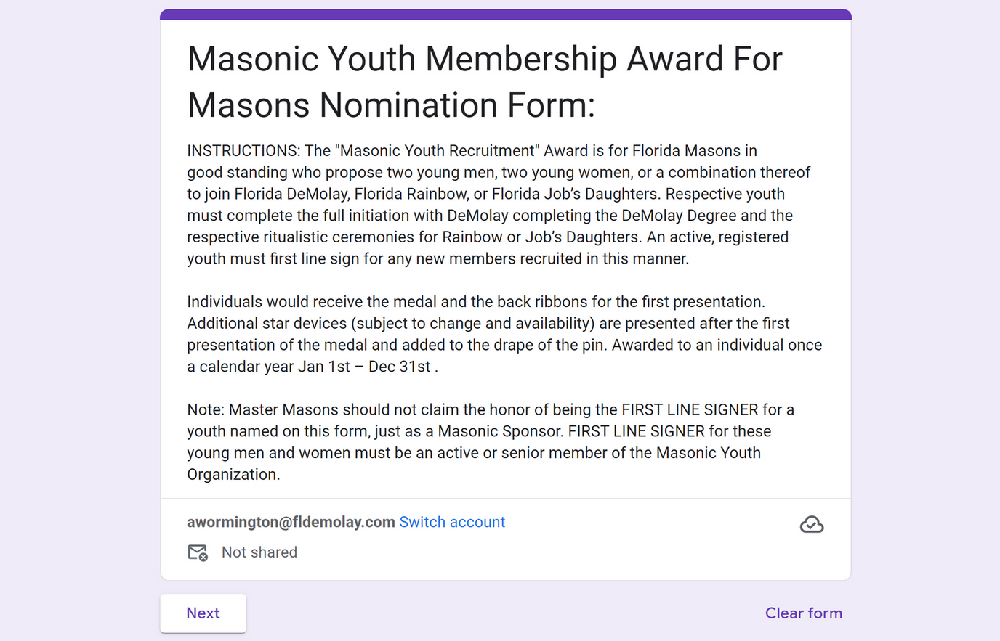 Masonic Youth Membership Award For
Masons Nomination Form:
INSTRUCTIONS: The "Masonic Youth Recruitment" Award is for Florida Masons in
good standing who propose two young men, two young women, or a combination thereof
to join Florida DeMolay, Florida Rainbow, or Florida Job’s Daughters. Respective youth
must complete the full initiation with DeMolay completing the DeMolay Degree and the
respective ritualistic ceremonies for Rainbow or Job’s Daughters. An active, registered
youth must first line sign for any new members recruited in this manner.
Individuals would receive the medal and the back ribbons for the first presentation.
Additional star devices (subject to change and availability) are presented after the first
presentation of the medal and added to the drape of the pin. Awarded to an individual once
a calendar year Jan 1st – Dec 31st .
Note: Master Masons should not claim the honor of being the FIRST LINE SIGNER for a
youth named on this form, just as a Masonic Sponsor. FIRST LINE SIGNER for these
young men and women must be an active or senior member of the Masonic Youth
Organization.
awormington@fldemolay.com Switch account
Not shared
Next Clear form